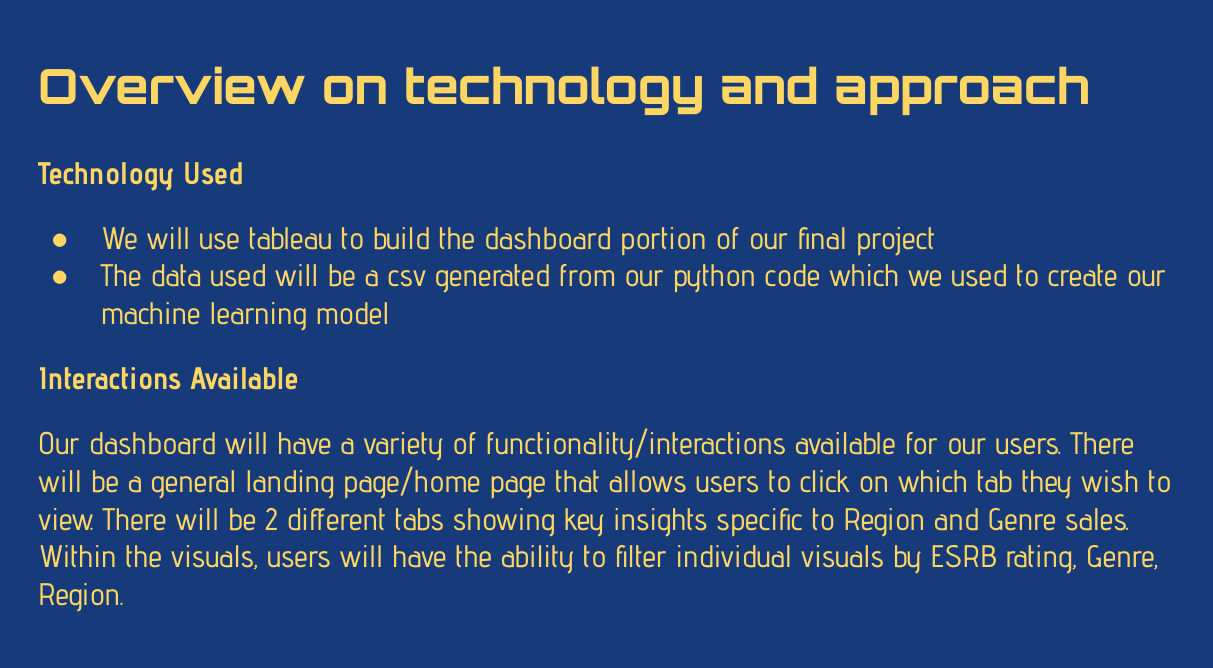 Overview on technology and approach
Technology Used
● We will use tableau to build the dashboard portion of our final project
● The data used will be a csv generated from our python code which we used to create our
machine learning model
Interactions Available
Our dashboard will have a variety of functionality/interactions available for our users. There
will be a general landing page/home page that allows users to click on which tab they wish to
view. There will be 2 different tabs showing key insights specific to Region and Genre sales.
Within the visuals, users will have the ability to filter individual visuals by ESRB rating, Genre,
Region.